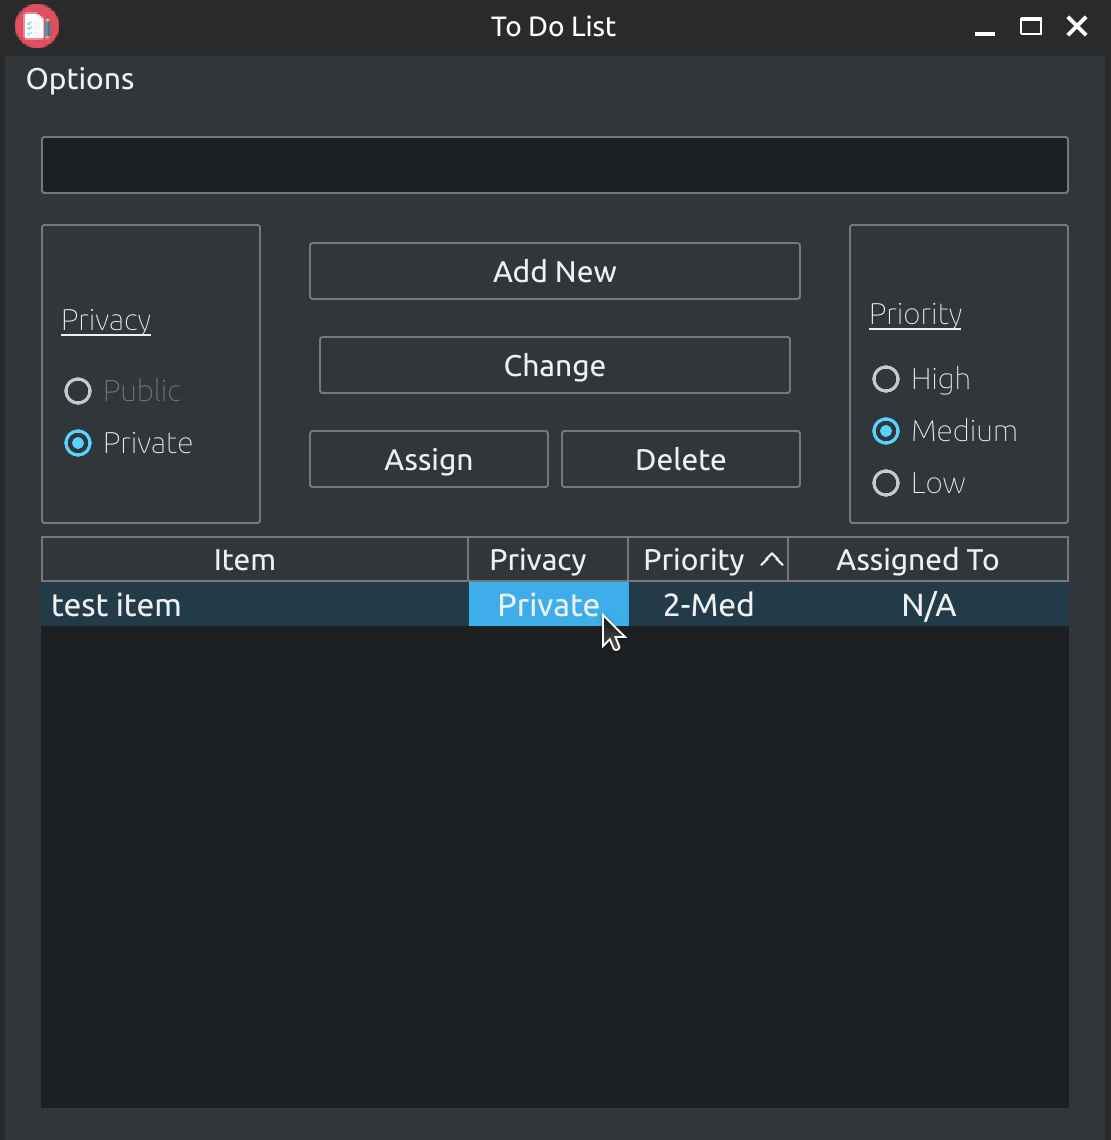 To Do List
Options
Add New
Privacy
Priority
Change
Public
High
Private
Medium
Assign
Delete
Low
Item Privacy Priority Assigned To
test item Private 2-Med N/A